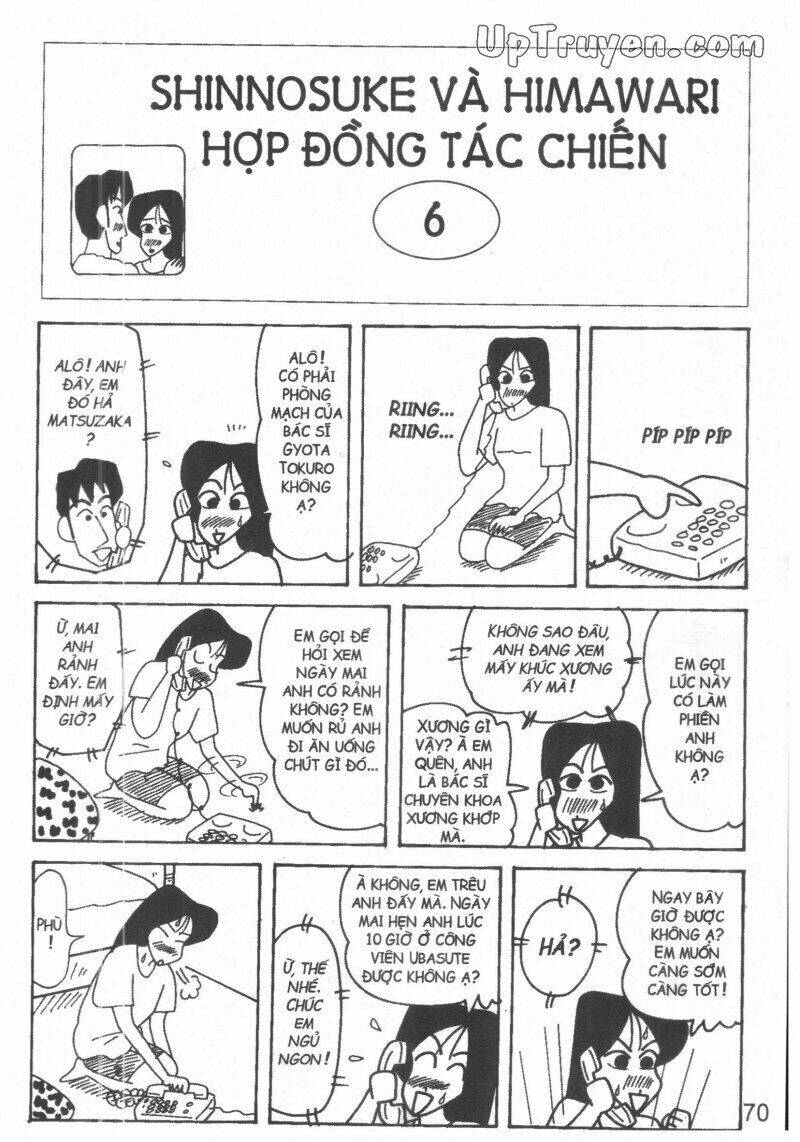 UpTruyen.com
SHINNOSUKE VÀ HIMAWARI
HỢP ĐỒNG TÁC CHIẾN
6
PÍP PÍP PÍP
RIING...
RIING...
ALÔ!
CÓ PHẢI
PHÒNG
MẠCH CỦA
BÁC SĨ
GYOTA
TOKURO
KHÔNG
Ạ?
ALÔ! ANH
ĐÂY, EM
ĐÓ HẢ
MATSUZAKA
?
EM GỌI
LÚC NÀY
CÓ LÀM
PHIỀN
ANH
KHÔNG
Ạ?
KHÔNG SAO ĐÂU,
ANH ĐANG XEM
MẤY KHÚC XƯƠNG
ẤY MÀ!
XƯƠNG GÌ
VẬY? À EM
QUÊN, ANH
LÀ BÁC SĨ
CHUYÊN KHOA
XƯƠNG KHỚP
MÀ.
EM GỌI ĐỂ
HỎI XEM
NGÀY MAI
ANH CÓ RẢNH
KHÔNG? EM
MUỐN RỦ ANH
ĐI ĂN UỐNG
CHÚT GÌ ĐÓ...
Ừ, MAI
ANH
RẢNH
ĐẤY. EM
ĐỊNH MẤY
GIỜ?
NGAY BÂY
GIỜ ĐƯỢC
KHÔNG Ạ?
EM MUỐN
CÀNG SỚM
CÀNG TỐT!
HẢ?
À KHÔNG, EM TRÊU
ANH ĐẤY MÀ. NGÀY
MAI HẸN ANH LÚC
10 GIỜ Ở CÔNG
VIÊN UBASUTE
ĐƯỢC KHÔNG Ạ?
Ừ, THẾ
NHÉ.
CHÚC
EM
NGỦ
NGON!
PHÙ
!
70